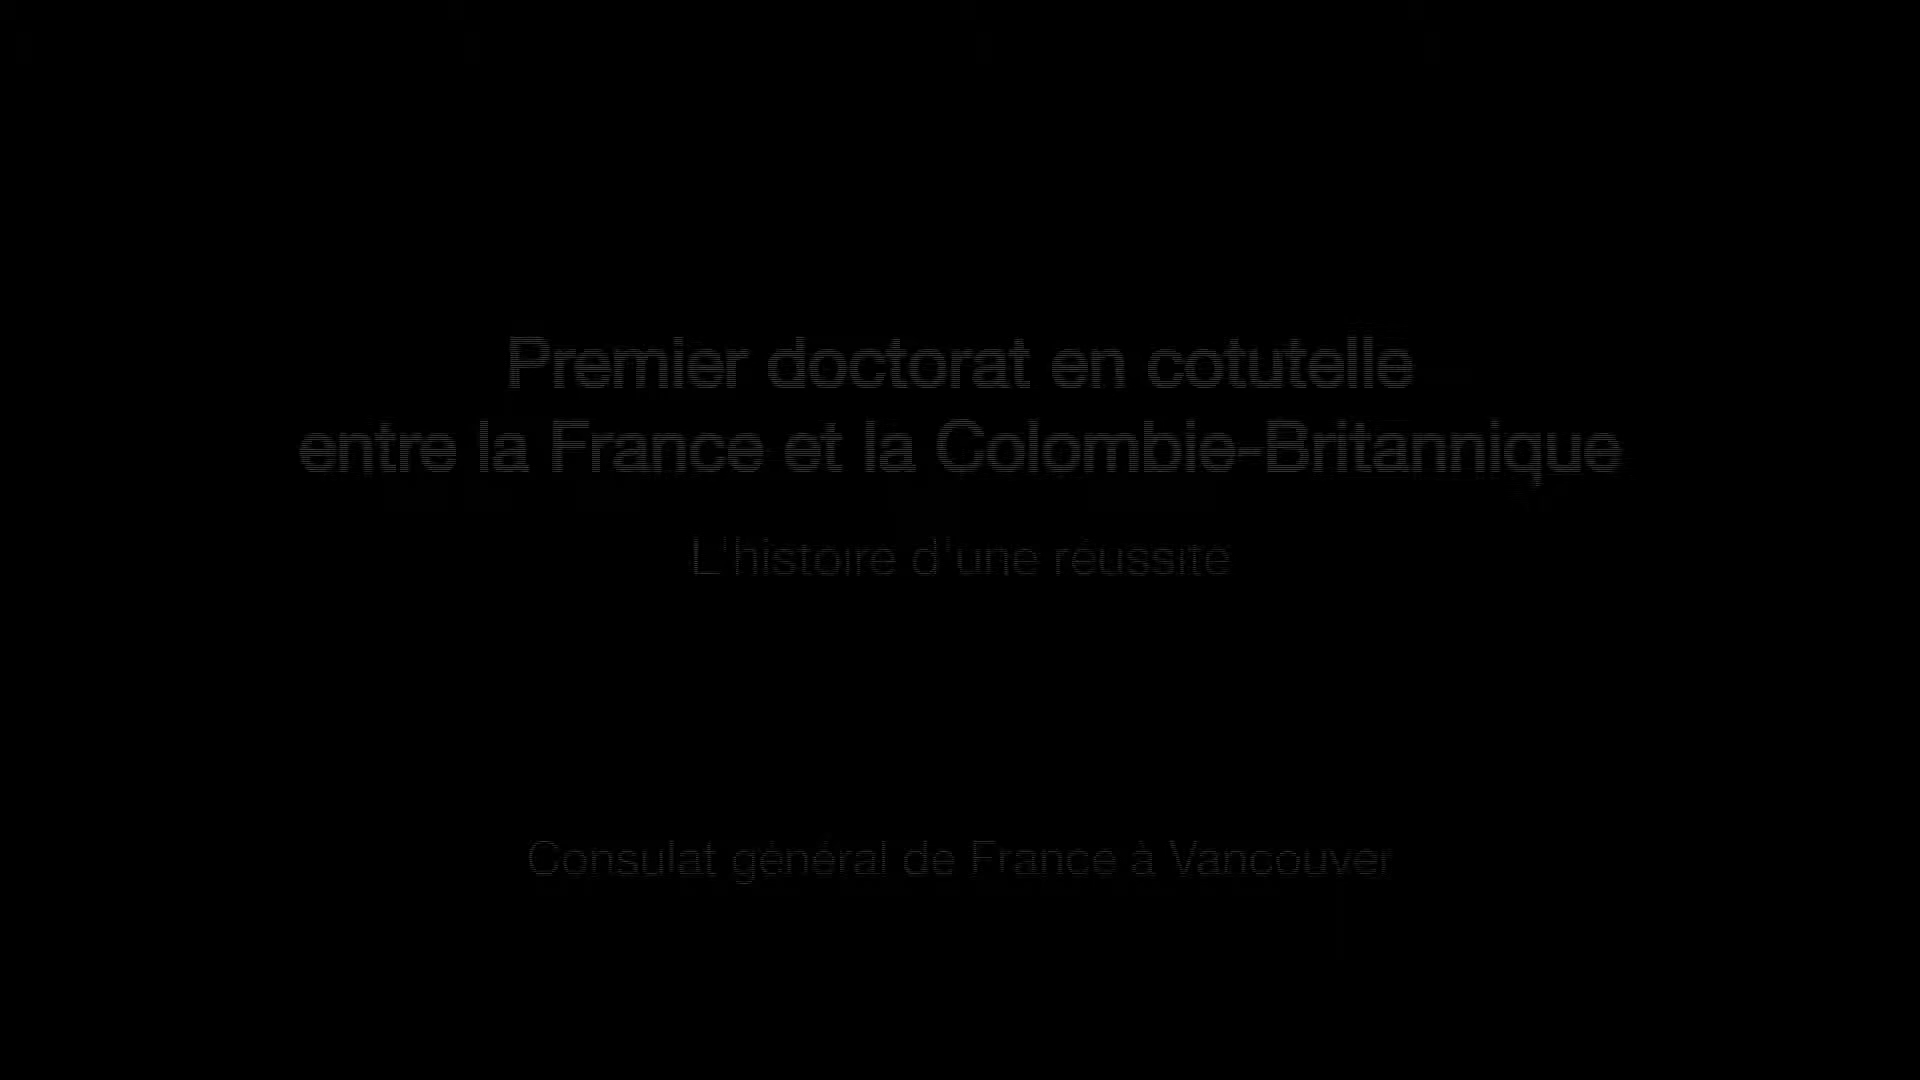 Premier doctorat en cotutelle
entre la France et la Colombie-Britannique
L'histoire d'une réussite
Consulat général de France à Vancouver